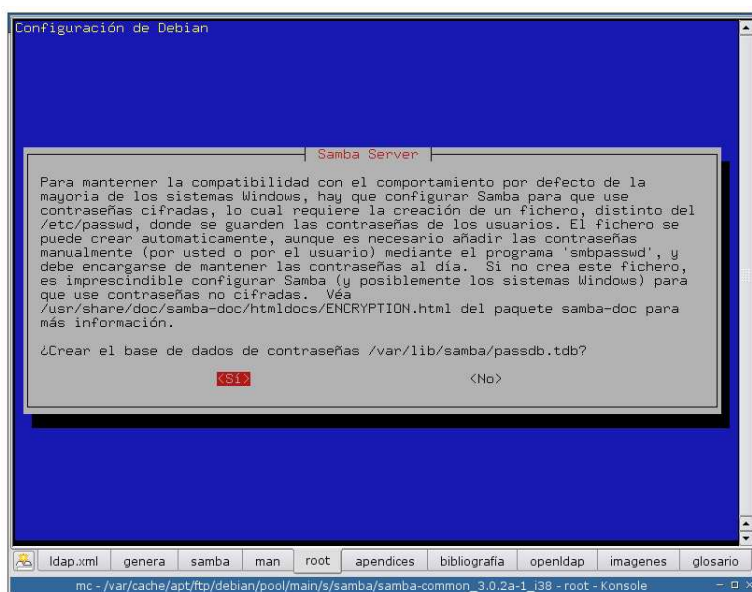 Configuración de Debian
Samba Server
Para manterner la compatibilidad con el comportamiento por defecto de la
mayoria de los sistemas Windows, hay que configurar Samba para que use
contraseñas cifradas, lo cual requiere la creación de un fichero, distinto del
/etc/passwd, donde se guarden las contraseñas de los usuarios. El fichero se
puede crear automaticamente, aunque es necesario añadir las contraseñas
manualmente (por usted o por el usuario) mediante el programa 'smbpasswd', y
debe encargarse de mantener las contraseñas al día.  Si no crea este fichero,
es imprescindible configurar Samba (y posiblemente los sistemas Windows) para
que use contraseñas no cifradas.  Véa
/usr/share/doc/samba-doc/htmldocs/ENCRYPTION.html del paquete samba-doc para
más información.
¿Crear el base de dados de contraseñas /var/lib/samba/passdb.tdb?
<Sí> <No>
ldap.xml genera samba man root apendices bibliografía openldap imagenes glosario
mc - /var/cache/apt/ftp/debian/pool/main/s/samba/samba-common_3.0.2a-1_i38 - root - Konsole